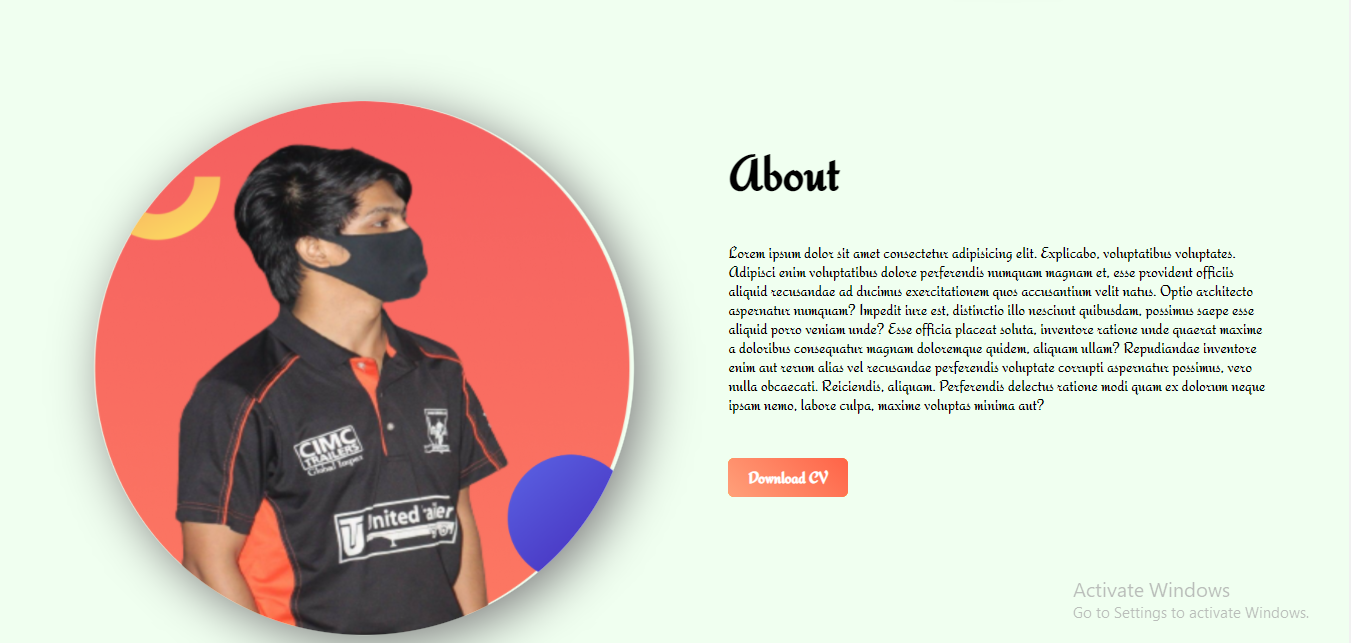 About
Lorem ipsum dolor sit amet consectetur adipisicing elit. Explicabo, voluptatibus voluptates.
Adipisci enim voluptatibus dolore perferendis numquam magnam et, esse provident officiis
aliquid recusandae ad ducimus exercitationem quos accusantium velit natus. Optio architecto
aspernatur numquam? Impedit iure est, distinctio illo nesciunt quibusdam, possimus saepe esse
aliquid porro veniam unde? Esse officia placeat soluta, inventore ratione unde quaerat maxime
a doloribus consequatur magnam doloremque quidem, aliquam ullam? Repudiandae inventore
enim aut rerum alias vel recusandae perferendis voluptate corrupti aspernatur possimus, vero
nulla obcaecati. Reiciendis, aliquam. Perferendis delectus ratione modi quam ex dolorum neque
ipsam nemo, labore culpa, maxime voluptas minima aut?
Download CV
CIMC
TRAILERS
Global Impex
United
Activate Windows
Go to Settings to activate Windows.